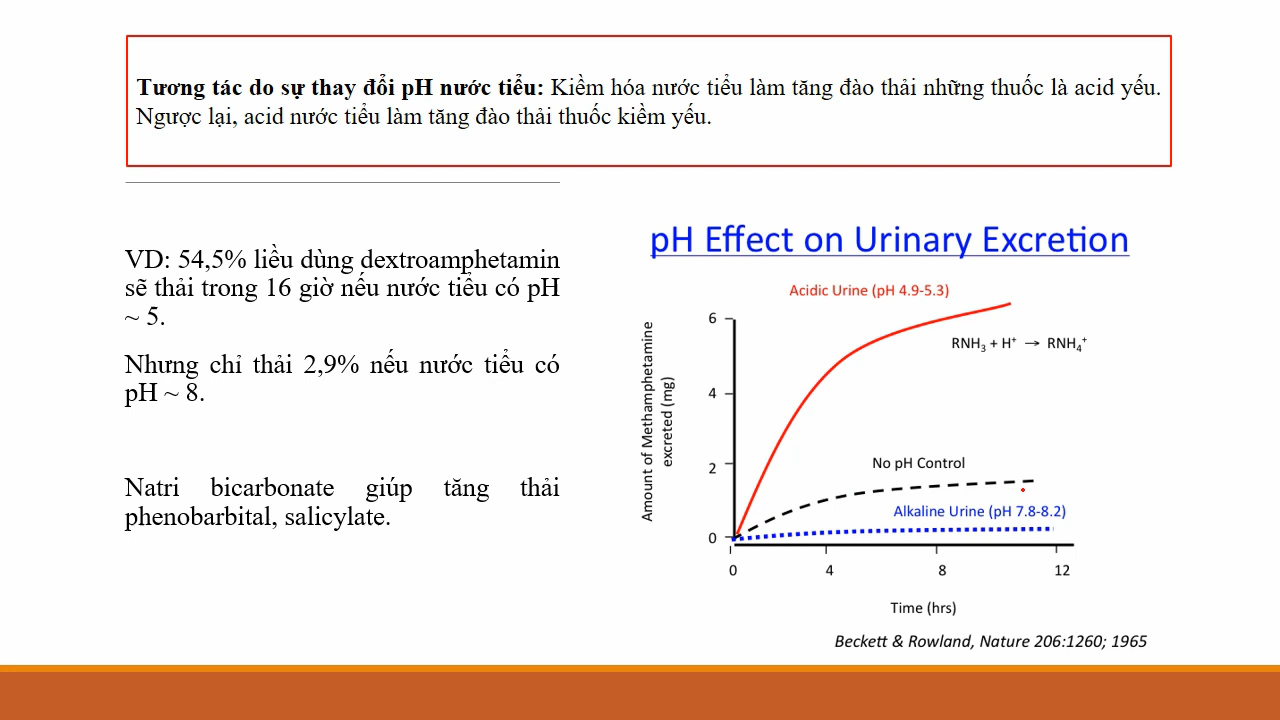 Tương tác do sự thay đổi pH nước tiểu: Kiềm hóa nước tiểu làm tăng đào thải những thuốc là acid yếu.
Ngược lại, acid nước tiểu làm tăng đào thải thuốc kiềm yếu.
VD: 54,5% liều dùng dextroamphetamin
sẽ thải trong 16 giờ nếu nước tiểu có pH
~ 5.
Nhưng chỉ thải 2,9% nếu nước tiểu có
pH ~ 8.
Natri bicarbonate giúp tăng thải
phenobarbital, salicylate.
pH Effect on Urinary Excretion
Acidic Urine (pH 4.9-5.3)
RNH₃ + H⁺ → RNH₄⁺
No pH Control
Alkaline Urine (pH 7.8-8.2)
Amount of Methamphetamine
excreted (mg)
6
4
2
0
0 4 8 12
Time (hrs)
Beckett & Rowland, Nature 206:1260; 1965